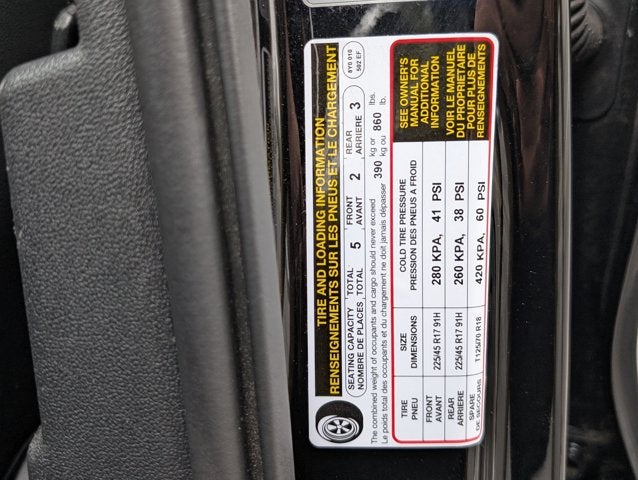 TIRE AND LOADING INFORMATION
RENSEIGNEMENTS SUR LES PNEUS ET LE CHARGEMENT
8Y5 010
502 EF
SEATING CAPACITY TOTAL 5 FRONT 2 REAR 3
NOMBRE DE PLACES TOTAL AVANT ARRIERE
The combined weight of occupants and cargo should never exceed 390 kg or 860 lbs.
Le poids total des occupants et du chargement ne doit jamais dépasser kg ou lb.
TIRE SIZE COLD TIRE PRESSURE
PNEU DIMENSIONS PRESSION DES PNEUS A FROID
FRONT 225/45 R17 91H 280 KPA, 41 PSI
AVANT
REAR 225/45 R17 91H 260 KPA, 38 PSI
ARRIERE
SPARE T125/70 R18 420 KPA, 60 PSI
DE SECOURS
SEE OWNER'S
MANUAL FOR
ADDITIONAL
INFORMATION
VOIR LE MANUEL
DU PROPRIETAIRE
POUR PLUS DE
RENSEIGNEMENTS